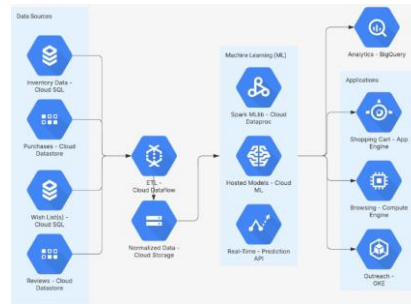 Data Sources
Inventory Data -
Cloud SQL
Purchases - Cloud
Datastore
Wish List(s) - Cloud
SQL
Reviews - Cloud
Datastore
ETL -
Cloud Dataflow
Normalized Data -
Cloud Storage
Machine Learning (ML)
Spark MLlib - Cloud
Dataproc
Hosted Models - Cloud
ML
Real-Time - Prediction
API
Analytics - BigQuery
Applications
Shopping Cart - App
Engine
Browsing - Compute
Engine
Outreach -
GKE